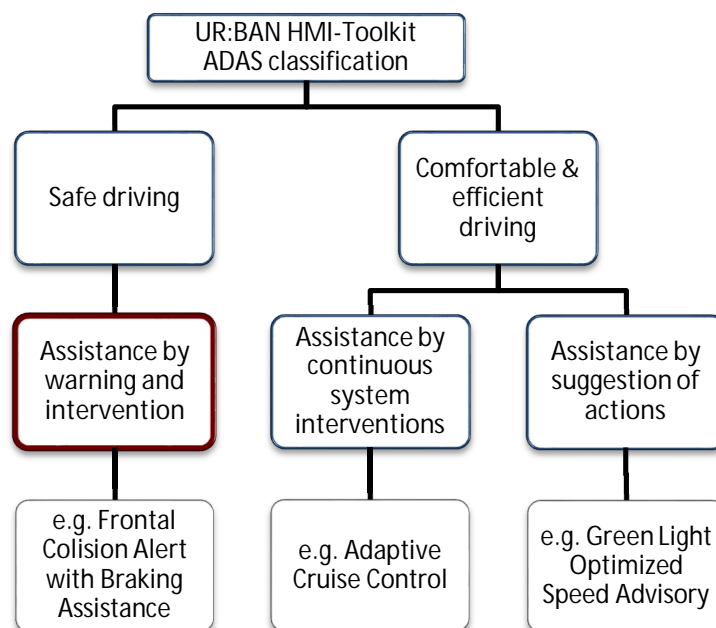 UR:BAN HMI-Toolkit
ADAS classification
Safe driving
Comfortable &
efficient
driving
Assistance by
warning and
intervention
Assistance by
continuous
system
interventions
Assistance by
suggestion of
actions
e.g. Frontal
Colision Alert
with Braking
Assistance
e.g. Adaptive
Cruise Control
e.g. Green Light
Optimized
Speed Advisory